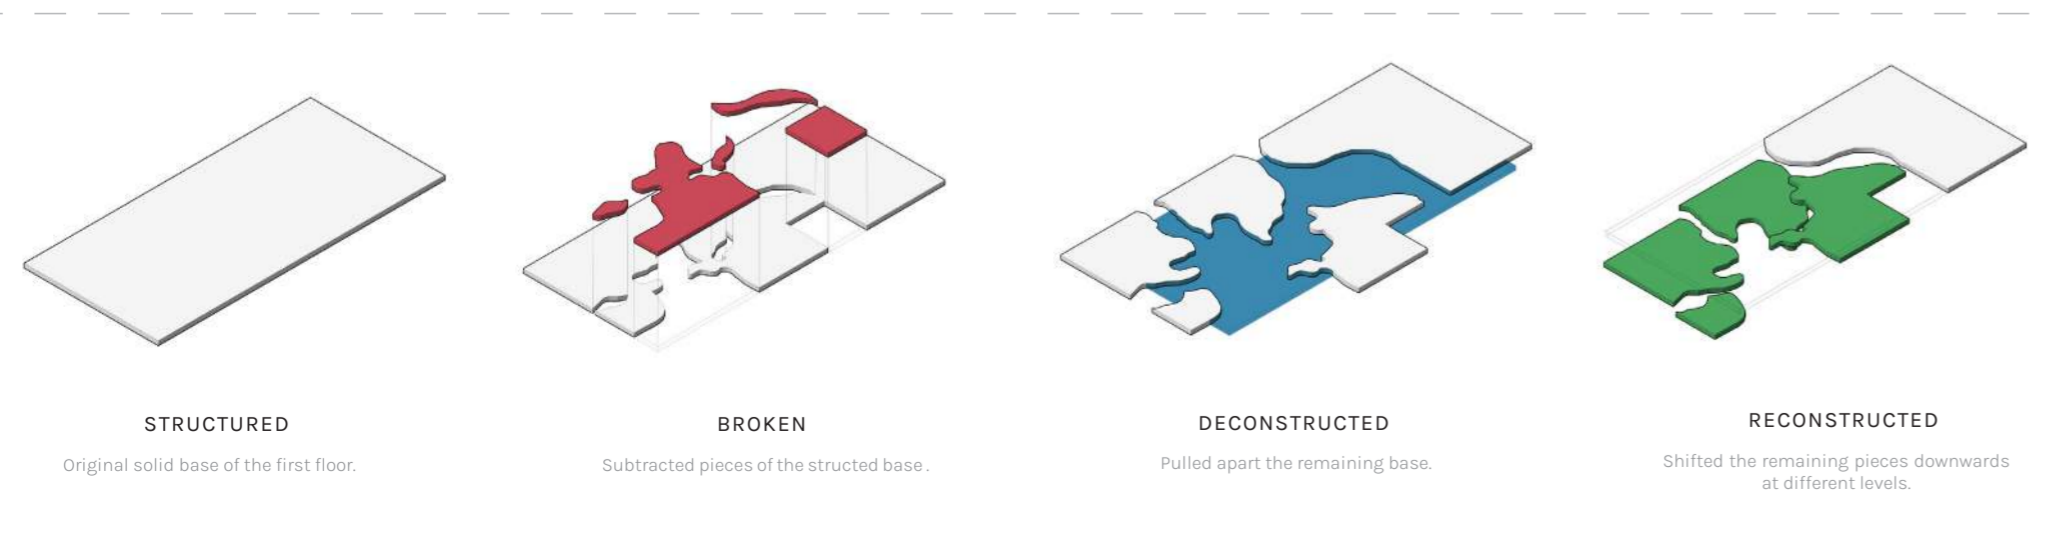 STRUCTURED
Original solid base of the first floor.
BROKEN
Subtracted pieces of the structed base.
DECONSTRUCTED
Pulled apart the remaining base.
RECONSTRUCTED
Shifted the remaining pieces downwards
at different levels.